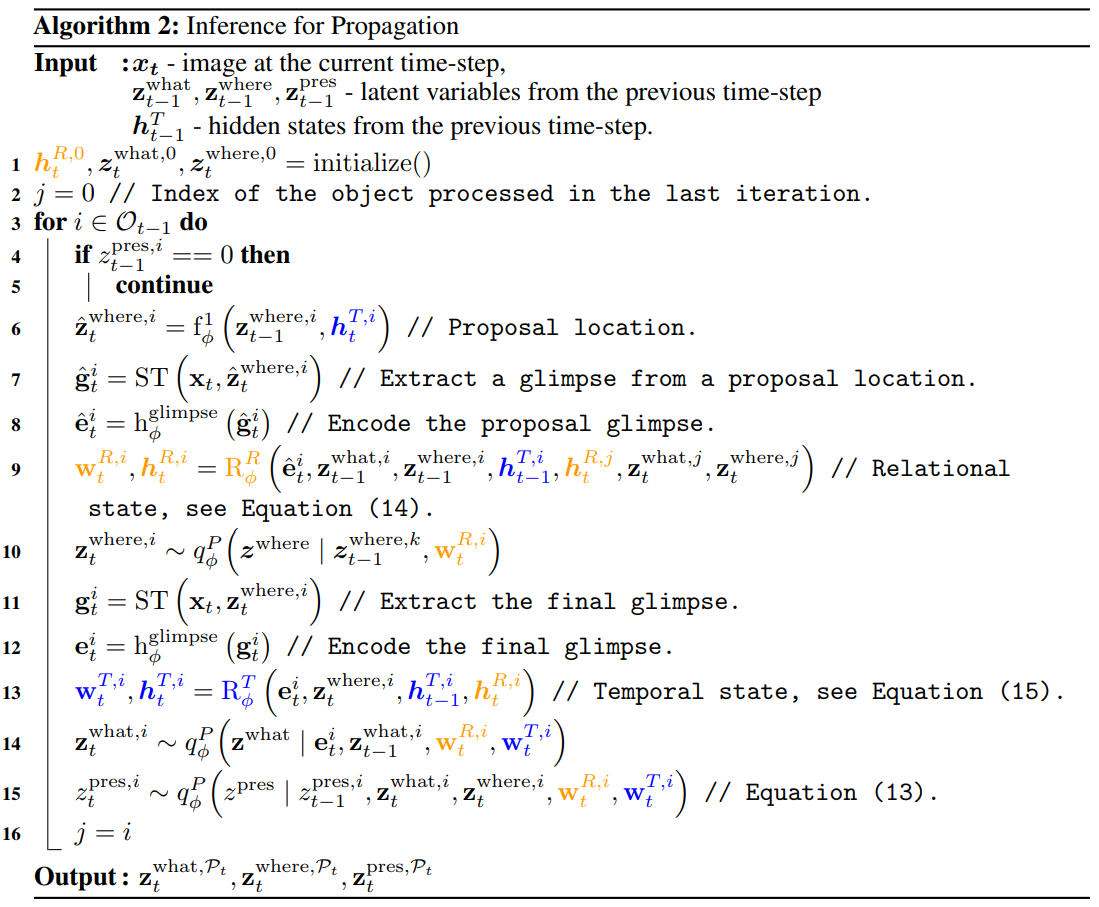 Algorithm 2: Inference for Propagation
Input : $\boldsymbol{x_t}$ - image at the current time-step,
$\mathbf{z}_{t-1}^{\text{what}}, \mathbf{z}_{t-1}^{\text{where}}, \mathbf{z}_{t-1}^{\text{pres}}$ - latent variables from the previous time-step
$\boldsymbol{h}_{t-1}^{T}$ - hidden states from the previous time-step.
1 $\boldsymbol{h}_t^{R,0}, \boldsymbol{z}_t^{\text{what},0}, \boldsymbol{z}_t^{\text{where},0} = \text{initialize}()$
2 $j = 0$ // Index of the object processed in the last iteration.
3 for $i \in \mathcal{O}_{t-1}$ do
4 if $z_{t-1}^{\text{pres},i} == 0$ then
5 continue
6 $\hat{\mathbf{z}}_t^{\text{where},i} = \text{f}_\phi^1\left(\mathbf{z}_{t-1}^{\text{where},i}, \boldsymbol{h}_t^{T,i}\right)$ // Proposal location.
7 $\hat{\mathbf{g}}_t^i = \text{ST}\left(\mathbf{x}_t, \hat{\mathbf{z}}_t^{\text{where},i}\right)$ // Extract a glimpse from a proposal location.
8 $\hat{\mathbf{e}}_t^i = \text{h}_\phi^{\text{glimpse}}\left(\hat{\mathbf{g}}_t^i\right)$ // Encode the proposal glimpse.
9 $\mathbf{w}_t^{R,i}, \boldsymbol{h}_t^{R,i} = \text{R}_\phi^R\left(\hat{\mathbf{e}}_t^i, \mathbf{z}_{t-1}^{\text{what},i}, \mathbf{z}_{t-1}^{\text{where},i}, \boldsymbol{h}_{t-1}^{T,i}, \boldsymbol{h}_t^{R,j}, \mathbf{z}_t^{\text{what},j}, \mathbf{z}_t^{\text{where},j}\right)$ // Relational
state, see Equation (14).
10 $\mathbf{z}_t^{\text{where},i} \sim q_\phi^P\left(\boldsymbol{z}^{\text{where}} \mid \boldsymbol{z}_{t-1}^{\text{where},k}, \mathbf{w}_t^{R,i}\right)$
11 $\mathbf{g}_t^i = \text{ST}\left(\mathbf{x}_t, \mathbf{z}_t^{\text{where},i}\right)$ // Extract the final glimpse.
12 $\mathbf{e}_t^i = \text{h}_\phi^{\text{glimpse}}\left(\mathbf{g}_t^i\right)$ // Encode the final glimpse.
13 $\mathbf{w}_t^{T,i}, \boldsymbol{h}_t^{T,i} = \text{R}_\phi^T\left(\mathbf{e}_t^i, \mathbf{z}_t^{\text{where},i}, \boldsymbol{h}_{t-1}^{T,i}, \boldsymbol{h}_t^{R,i}\right)$ // Temporal state, see Equation (15).
14 $\mathbf{z}_t^{\text{what},i} \sim q_\phi^P\left(\mathbf{z}^{\text{what}} \mid \mathbf{e}_t^i, \mathbf{z}_{t-1}^{\text{what},i}, \mathbf{w}_t^{R,i}, \mathbf{w}_t^{T,i}\right)$
15 $z_t^{\text{pres},i} \sim q_\phi^P\left(z^{\text{pres}} \mid z_{t-1}^{\text{pres},i}, \mathbf{z}_t^{\text{what},i}, \mathbf{z}_t^{\text{where},i}, \mathbf{w}_t^{R,i}, \mathbf{w}_t^{T,i}\right)$ // Equation (13).
16 $j = i$
Output : $\mathbf{z}_t^{\text{what},\mathcal{P}_t}, \mathbf{z}_t^{\text{where},\mathcal{P}_t}, \mathbf{z}_t^{\text{pres},\mathcal{P}_t}$